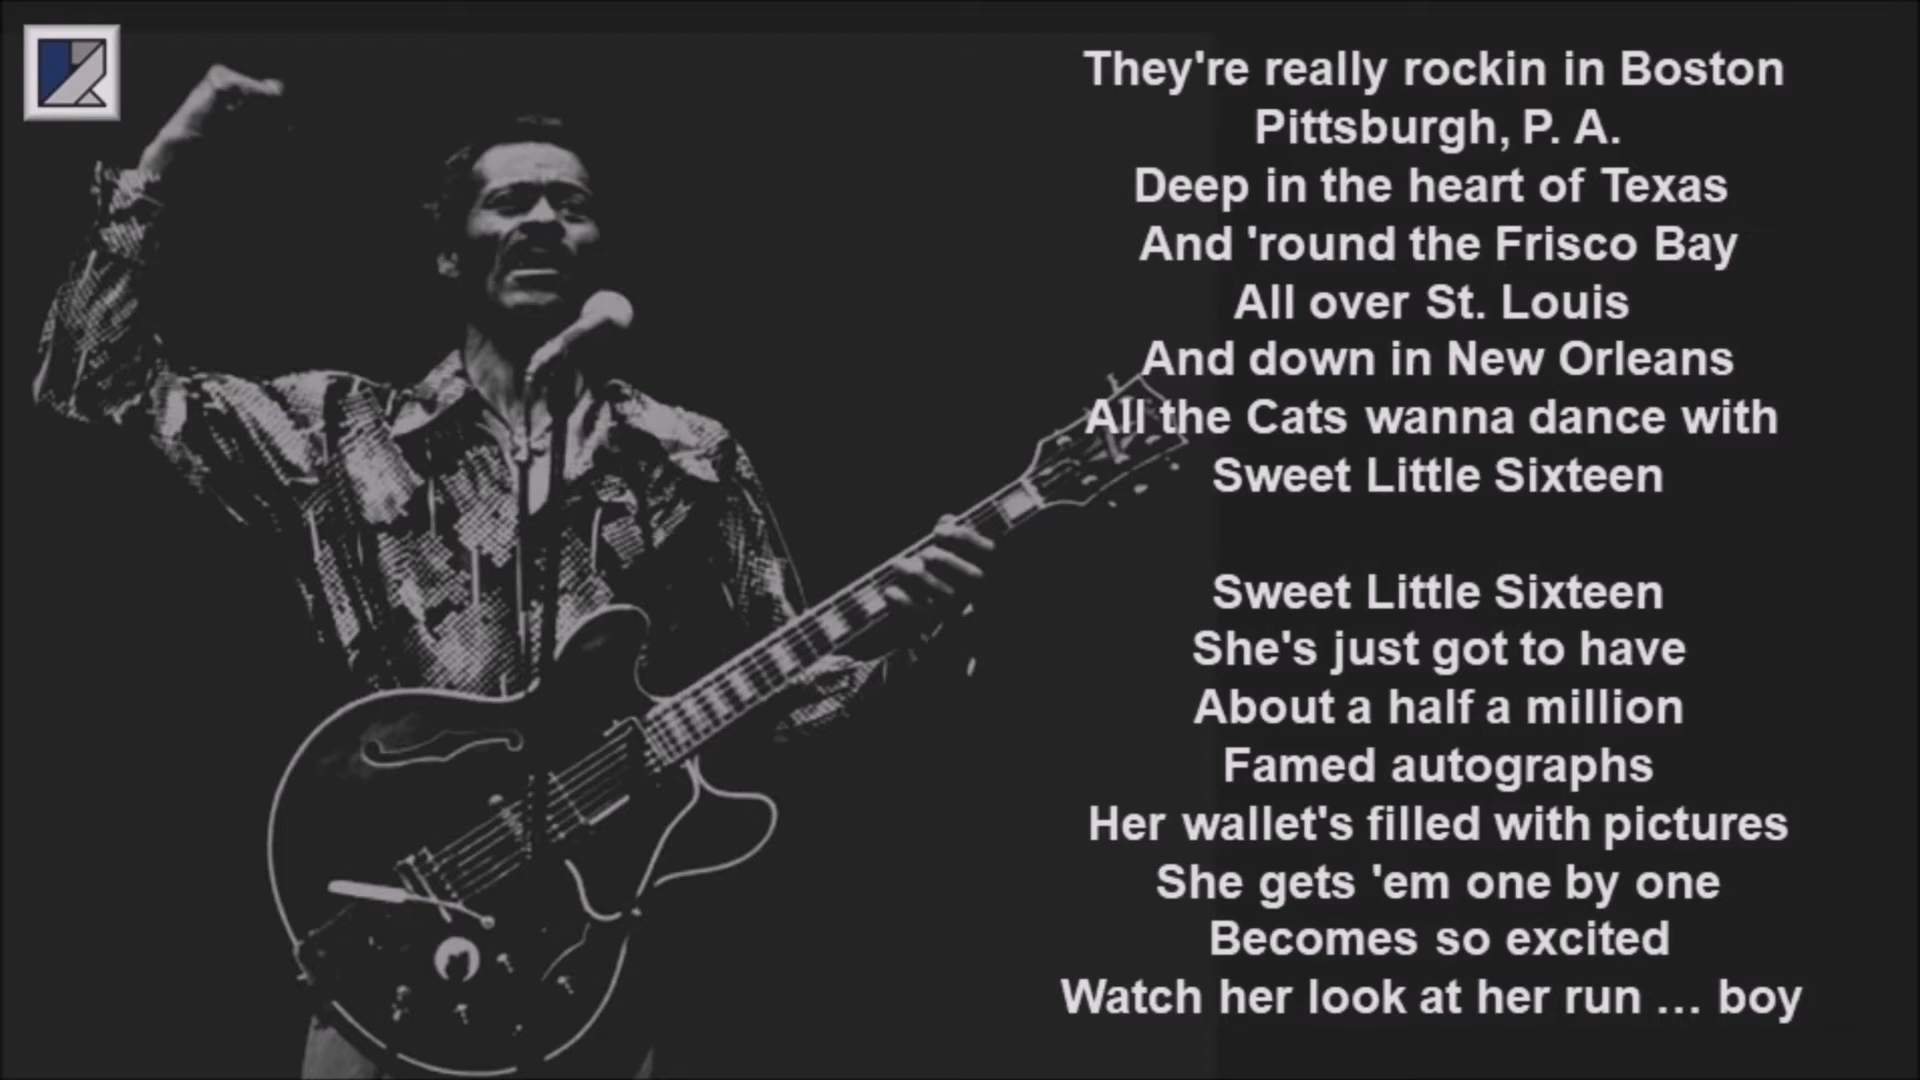 They're really rockin in Boston
Pittsburgh, P. A.
Deep in the heart of Texas
And 'round the Frisco Bay
All over St. Louis
And down in New Orleans
All the Cats wanna dance with
Sweet Little Sixteen
Sweet Little Sixteen
She's just got to have
About a half a million
Famed autographs
Her wallet's filled with pictures
She gets 'em one by one
Becomes so excited
Watch her look at her run ... boy